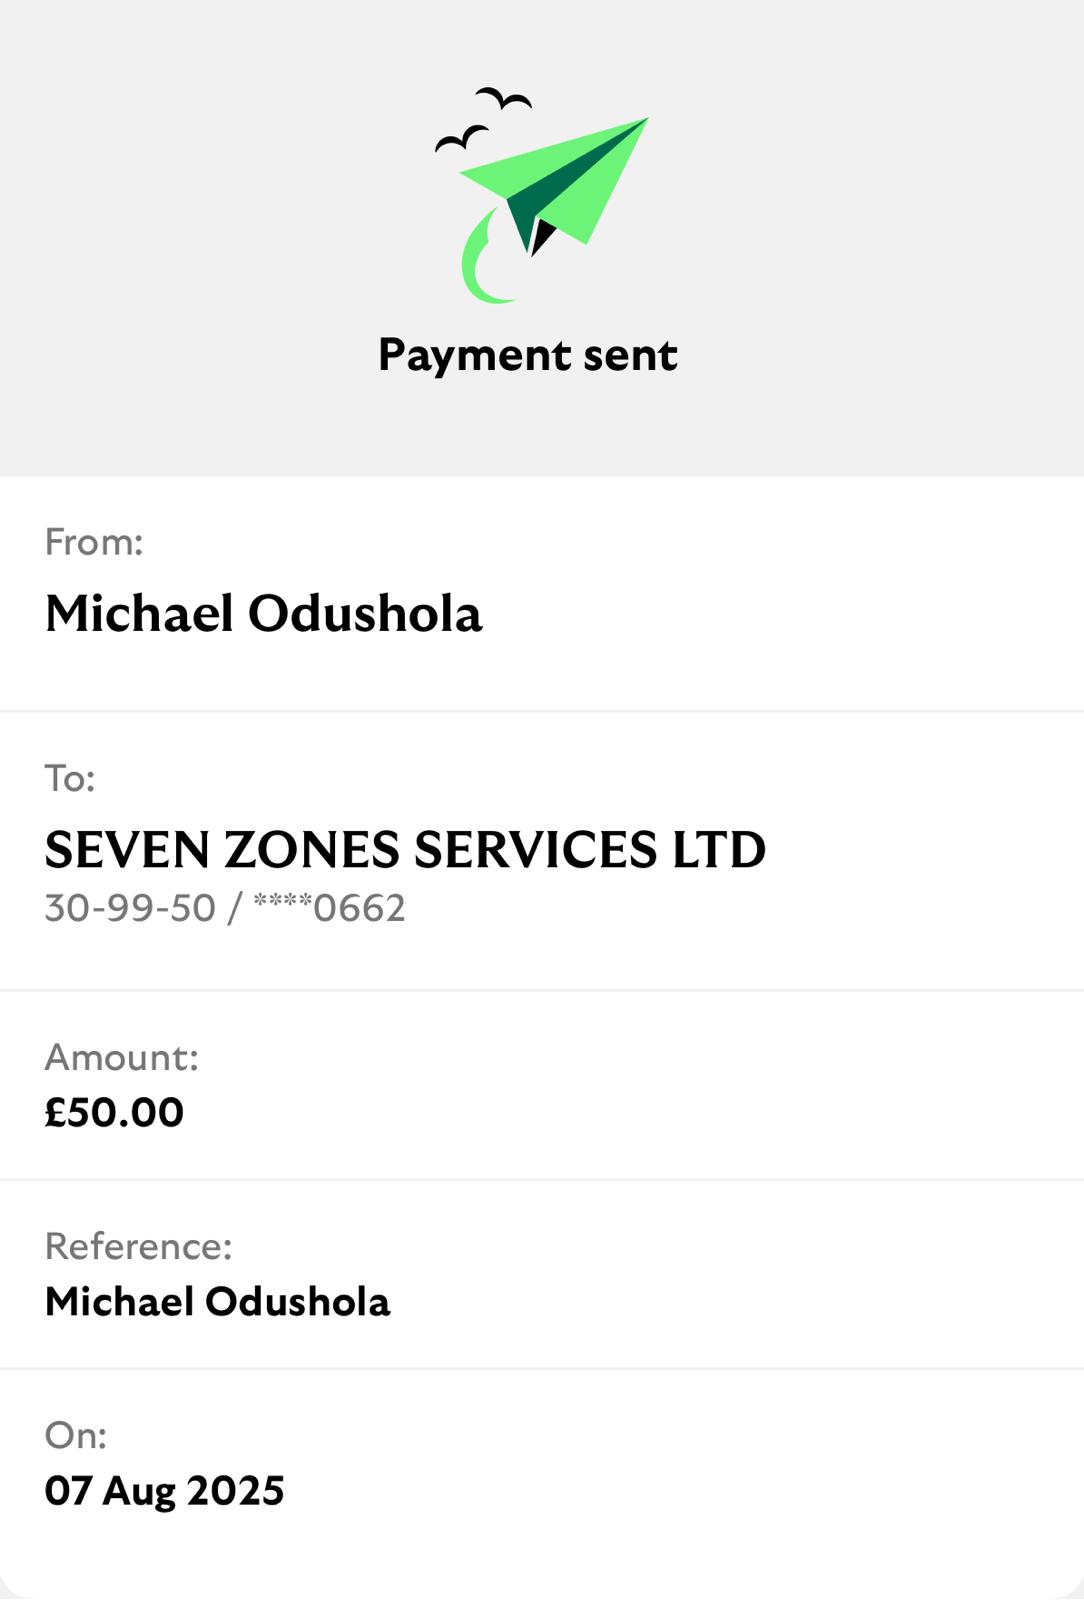 Payment sent
From:
Michael Odushola
To:
SEVEN ZONES SERVICES LTD
30-99-50 / ****0662
Amount:
£50.00
Reference:
Michael Odushola
On:
07 Aug 2025